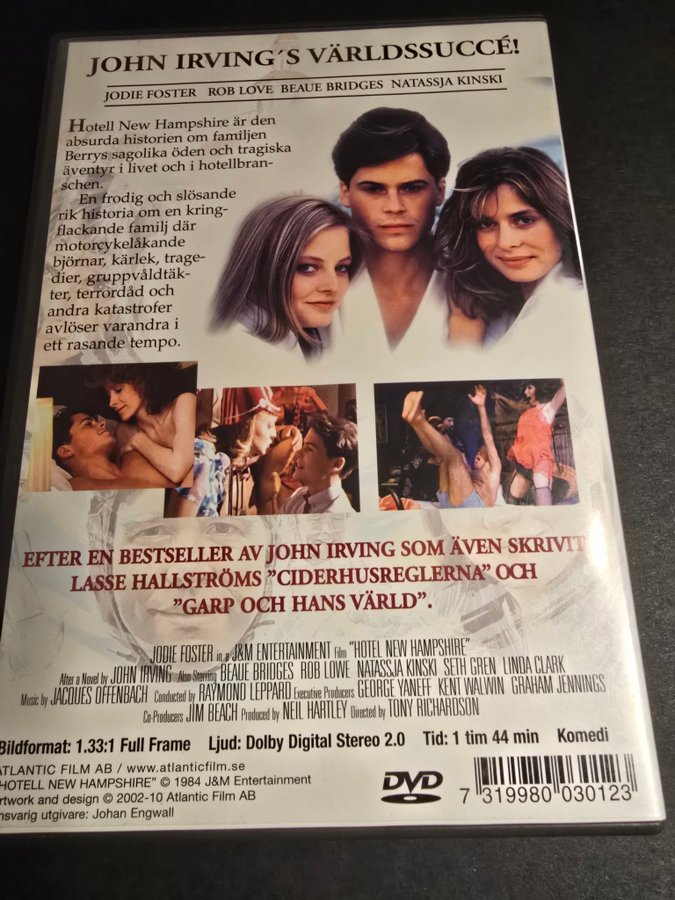 JOHN IRVING´S VÄRLDSSUCCÉ!
JODIE FOSTER ROB LOVE BEAUE BRIDGES NATASSJA KINSKI
Hotell New Hampshire är den
absurda historien om familjen
Berrys sagolika öden och tragiska
äventyr i livet och i hotellbran-
schen.
En frodig och slösande
rik historia om en kring-
flackande familj där
motorcykelåkande
björnar, kärlek, trage-
dier, gruppvåldtäk-
ter, terrordåd och
andra katastrofer
avlöser varandra i
ett rasande tempo.
EFTER EN BESTSELLER AV JOHN IRVING SOM ÄVEN SKRIVIT
LASSE HALLSTRÖMS ”CIDERHUSREGLERNA” OCH
”GARP OCH HANS VÄRLD”.
JODIE FOSTER in a J&M ENTERTAINMENT Film "HOTEL NEW HAMPSHIRE"
After a Novel by JOHN IRVING Also Starring BEAUE BRIDGES ROB LOWE NATASSJA KINSKI SETH GREN LINDA CLARK
Music by JACQUES OFFENBACH Conducted by RAYMOND LEPPARD Executive Producers GEORGE YANEFF KENT WALWIN GRAHAM JENNINGS
Co-Producers JIM BEACH Produced by NEIL HARTLEY Directed by TONY RICHARDSON
Bildformat: 1.33:1 Full Frame Ljud: Dolby Digital Stereo 2.0 Tid: 1 tim 44 min Komedi
ATLANTIC FILM AB / www.atlanticfilm.se
"HOTELL NEW HAMPSHIRE" © 1984 J&M Entertainment
rtwork and design © 2002-10 Atlantic Film AB
nsvarig utgivare: Johan Engwall
DVD
7 319980 030123